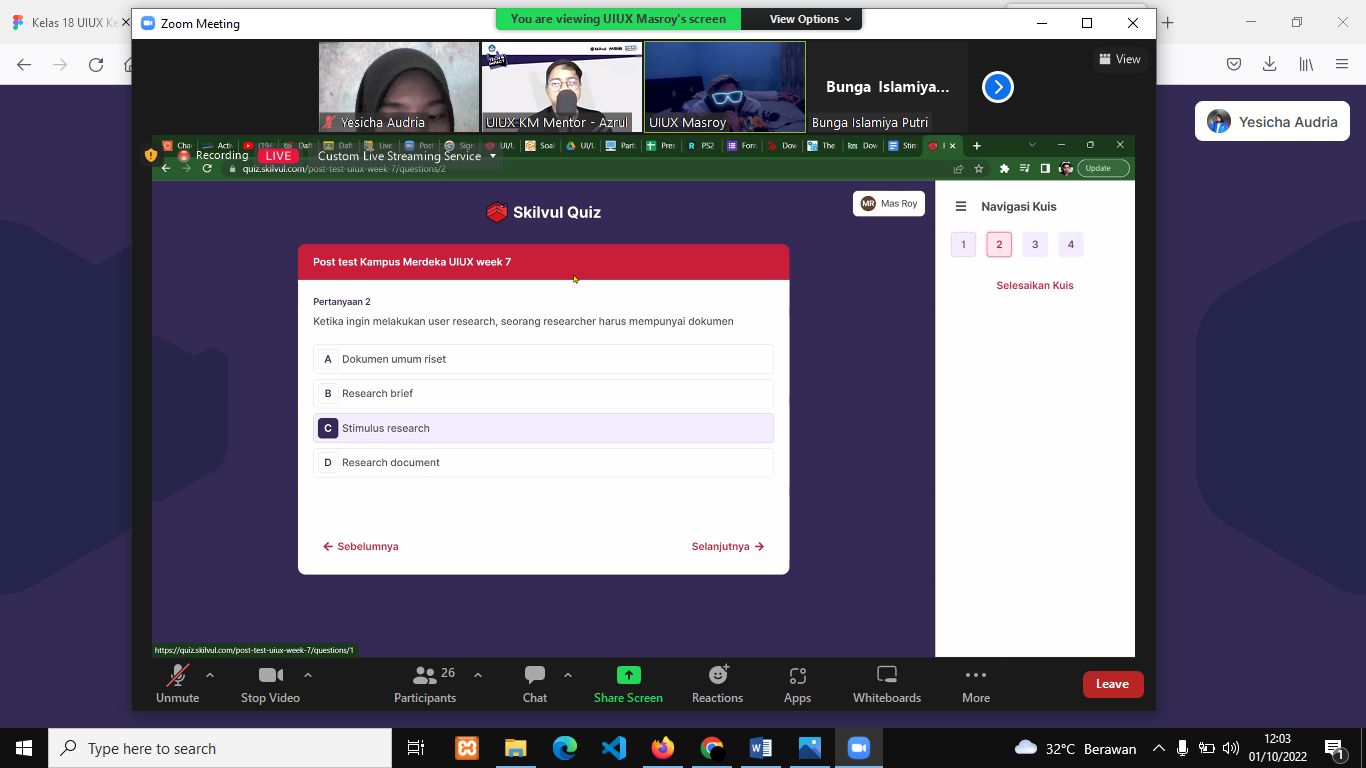 Kelas 18 UIUX Ke
Zoom Meeting
You are viewing UIUX Masroy's screen
View Options
View
Yesicha Audria
UIUX KM Mentor - Azrul
UIUX Masroy
Bunga Islamiya...
Bunga Islamiya Putri
Yesicha Audria
Recording
LIVE
Custom Live Streaming Service
quiz.skilvul.com/post-test-uiux-week-7/questions/2
Update
Skilvul Quiz
MR Mas Roy
Navigasi Kuis
1 2 3 4
Selesaikan Kuis
Post test Kampus Merdeka UIUX week 7
Pertanyaan 2
Ketika ingin melakukan user research, seorang researcher harus mempunyai dokumen
A Dokumen umum riset
B Research brief
C Stimulus research
D Research document
Sebelumnya
Selanjutnya
https://quiz.skilvul.com/post-test-uiux-week-7/questions/1
Unmute
Stop Video
26
Participants
Chat
Share Screen
Reactions
Apps
Whiteboards
More
Leave
Type here to search
32°C Berawan
12:03
01/10/2022
1